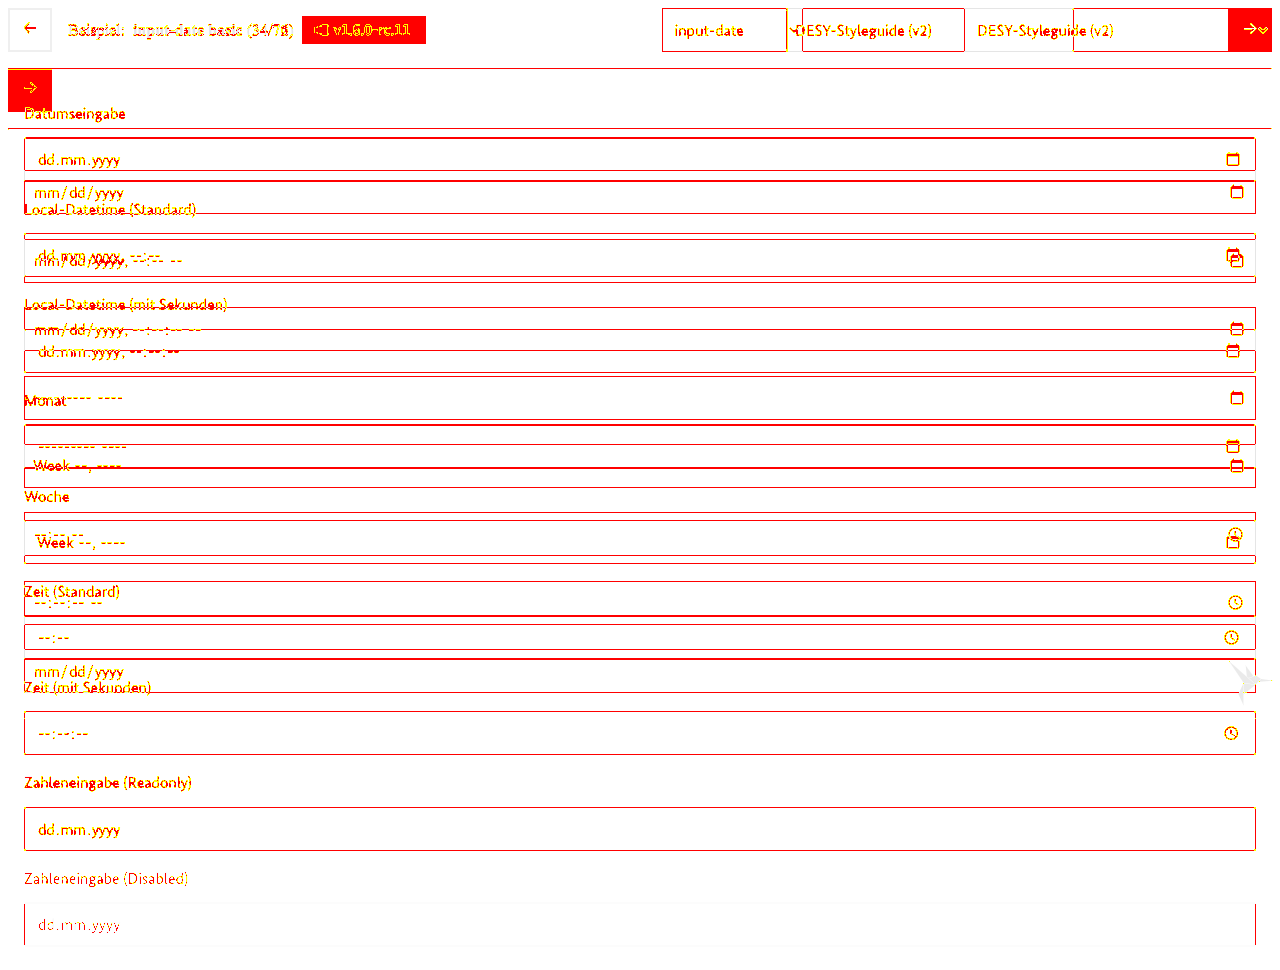 Beispiel: input-date basic (34/78) v1.6.0-rc.11 input-date DESY-Styleguide (v2) DESY-Styleguide (v2)
Datumseingabe
dd.mm.yyyy
mm/dd/yyyy
Local-Datetime (Standard)
dd.mm.yyyy, --:--
mm/dd/yyyy, --:-- --
Local-Datetime (mit Sekunden)
mm/dd/yyyy, --:--:-- --
dd.mm.yyyy, --:--:--
Monat
--------- ----
Week --, ----
Woche
--:-- --
Week --, ----
Zeit (Standard)
--:--:-- --
--:--
mm/dd/yyyy
Zeit (mit Sekunden)
--:--:--
Zahleneingabe (Readonly)
dd.mm.yyyy
Zahleneingabe (Disabled)
dd.mm.yyyy